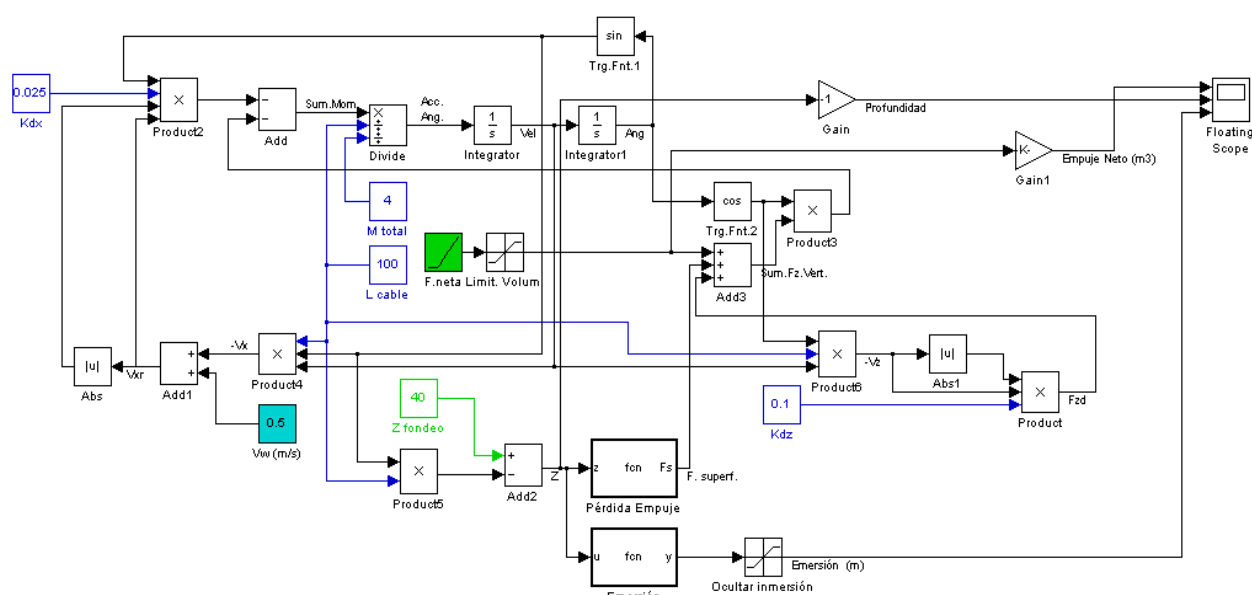 sin
Trg.Fnt.1
0.025
Kdx
×
Product2
−
−
Add
Sum.Mom
×
÷
÷
Divide
Acc.
Ang.
1
s
Integrator
Vel
1
s
Integrator1
Ang
-1
Gain
Profundidad
Floating
Scope
K-
Gain1
Empuje Neto (m3)
4
M total
cos
Trg.Fnt.2
×
Product3
F.neta
Limit. Volum
+
+
+
Add3
Sum.Fz.Vert.
100
L cable
|u|
Abs
Vxr
+
+
Add1
-Vx
×
Product4
0.5
Vw (m/s)
40
Z fondeo
×
Product5
+
−
Add2
Z
z
fcn
Fs
Pérdida Empuje
F. superf.
×
Product6
-Vz
|u|
Abs1
0.1
Kdz
×
Product
Fzd
u
fcn
y
Ocultar inmersión
Emersión (m)